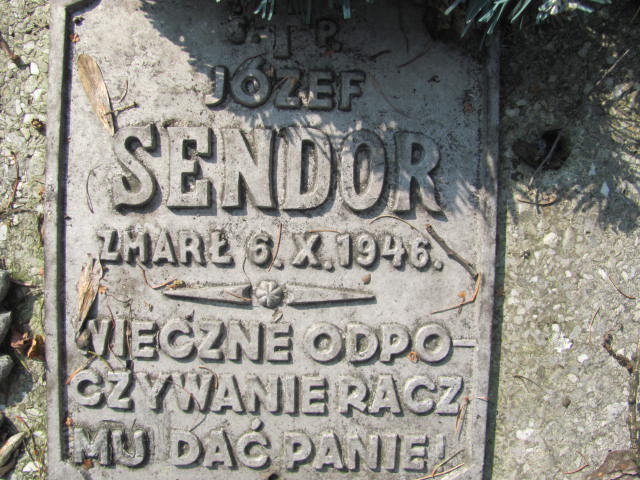 Ś. † P.
JÓZEF
SENDOR
ZMARŁ 6.X.1946.
WIECZNE ODPO-
CZYWANIE RACZ
MU DAĆ PANIE!